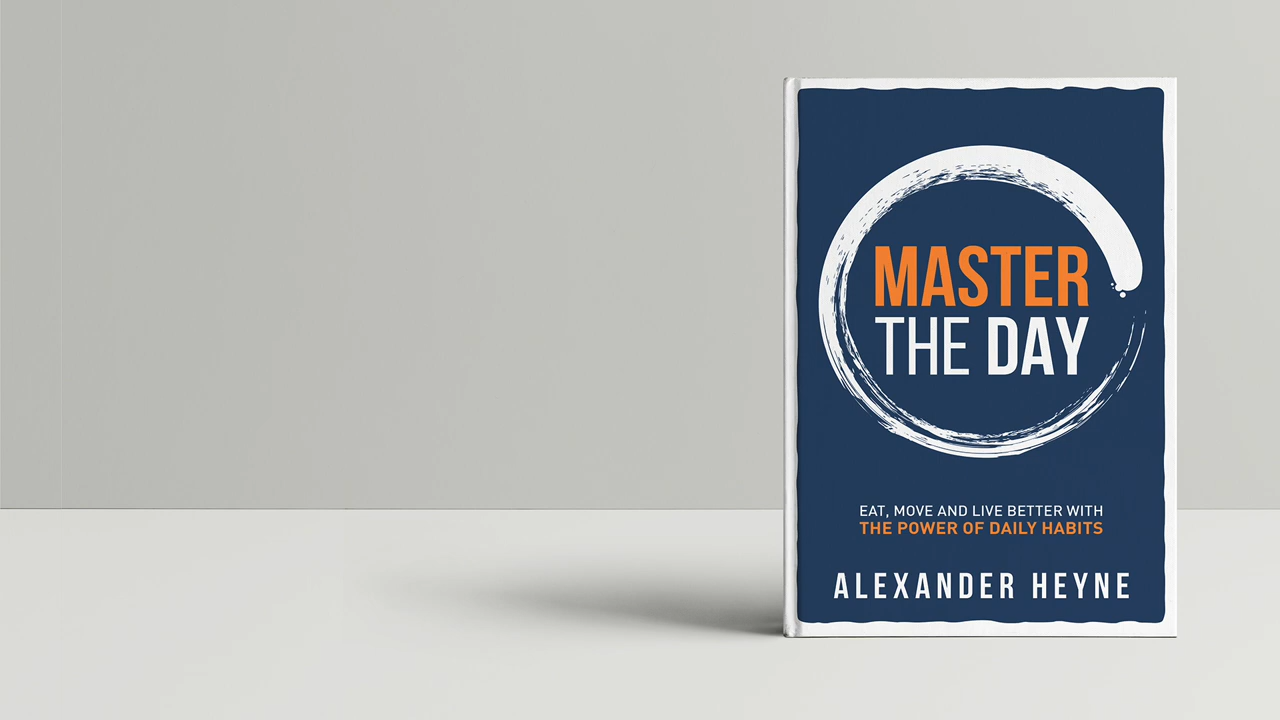 MASTER
THE DAY
EAT, MOVE AND LIVE BETTER WITH
THE POWER OF DAILY HABITS
ALEXANDER HEYNE